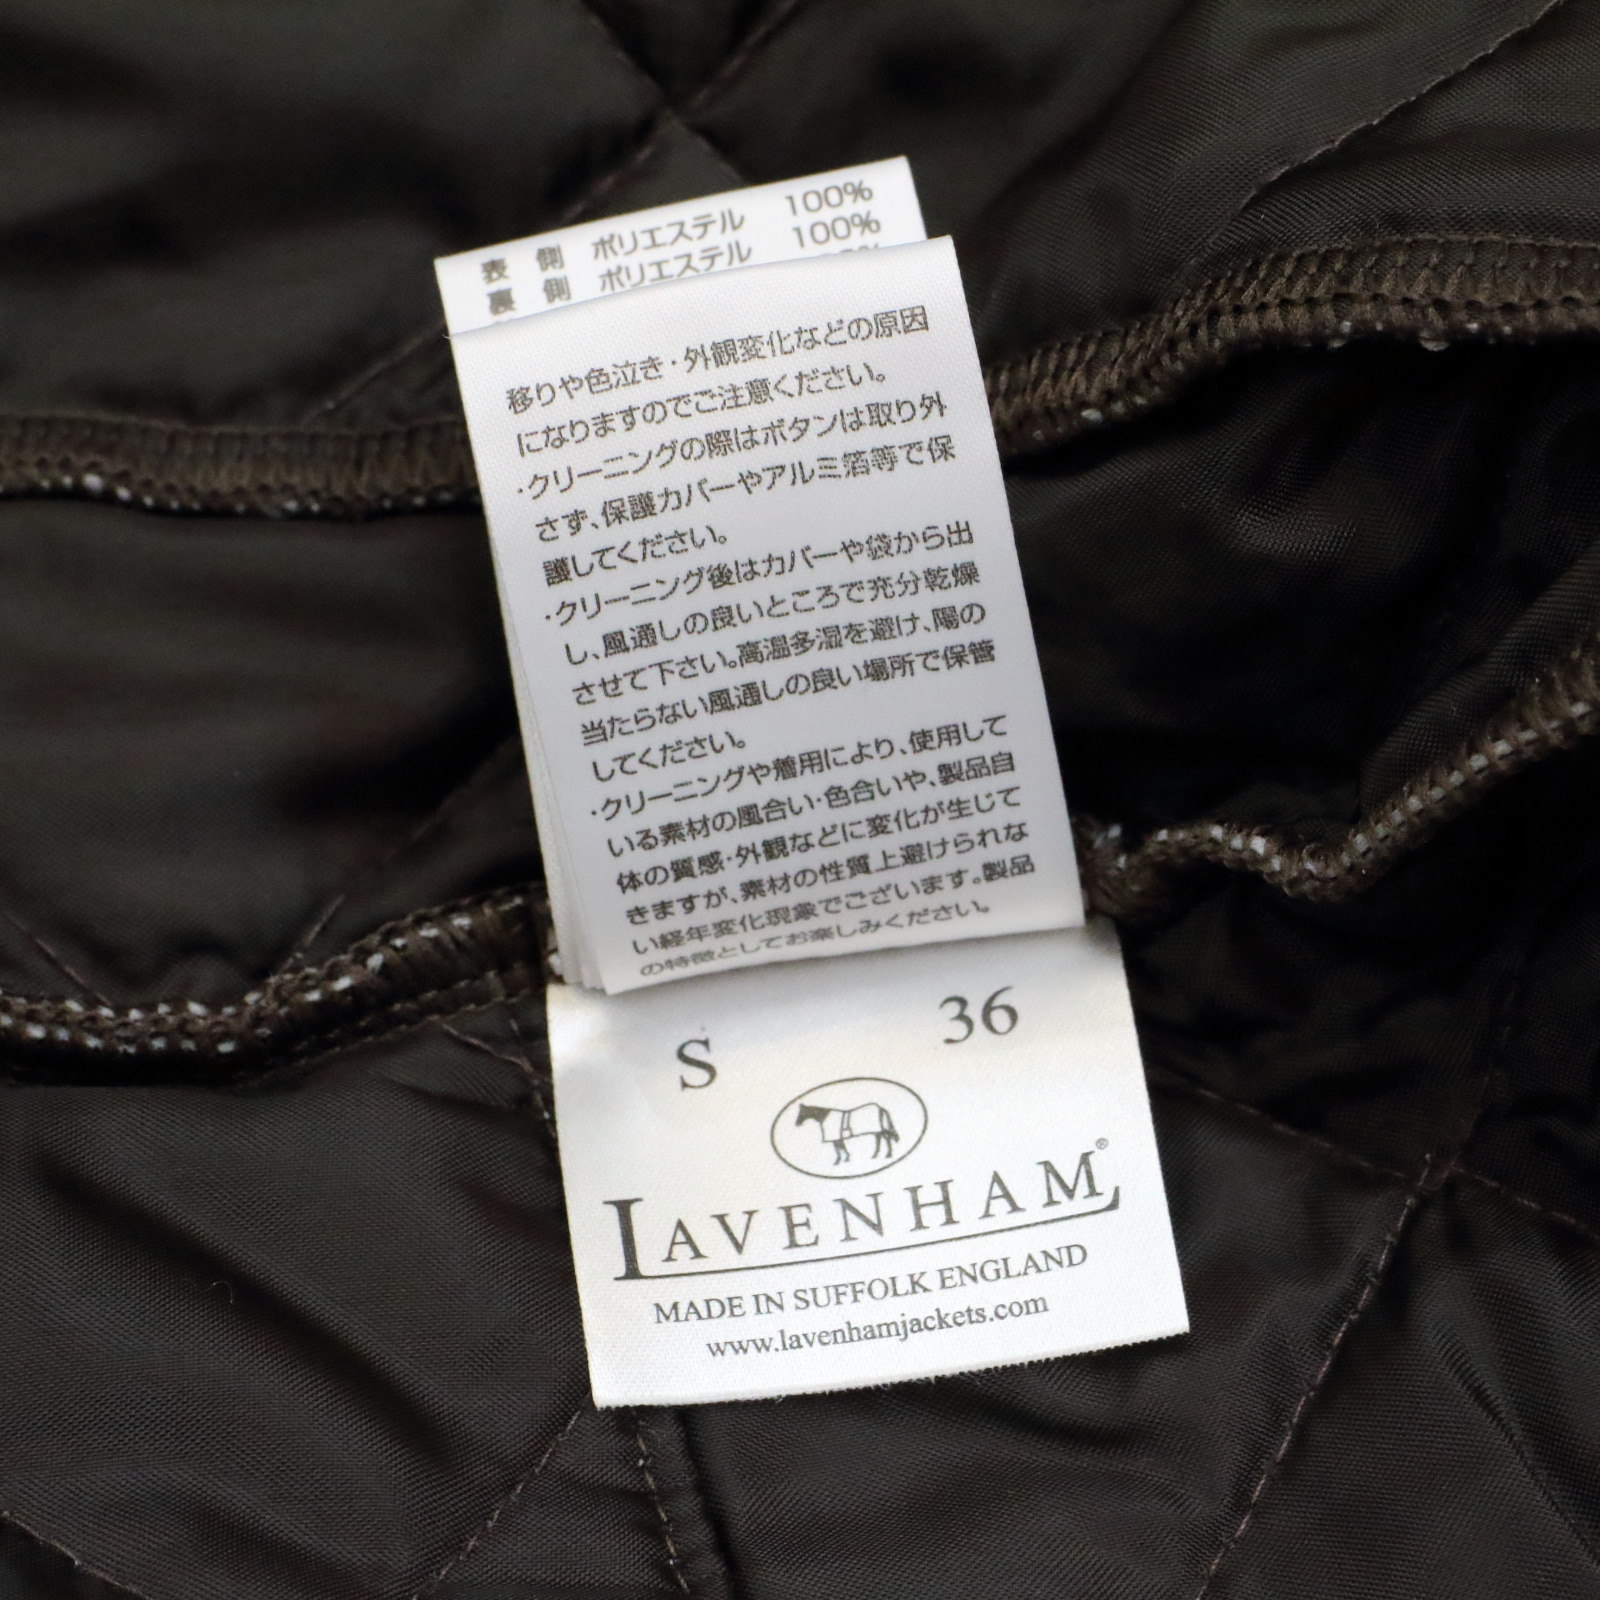 表 側 ポリエステル 100%
裏 側 ポリエステル 100%
移りや色泣き・外観変化などの原因
になりますのでご注意ください。
・クリーニングの際はボタンは取り外
さず、保護カバーやアルミ箔等で保
護してください。
・クリーニング後はカバーや袋から出
し、風通しの良いところで充分乾燥
させて下さい。高温多湿を避け、陽の
当たらない風通しの良い場所で保管
してください。
・クリーニングや着用により、使用して
いる素材の風合い・色合いや、製品自
体の質感・外観などに変化が生じて
きますが、素材の性質上避けられな
い経年変化現象でございます。製品
の特徴としてお楽しみください。
S 36
LAVENHAM®
MADE IN SUFFOLK ENGLAND
www.lavenhamjackets.com